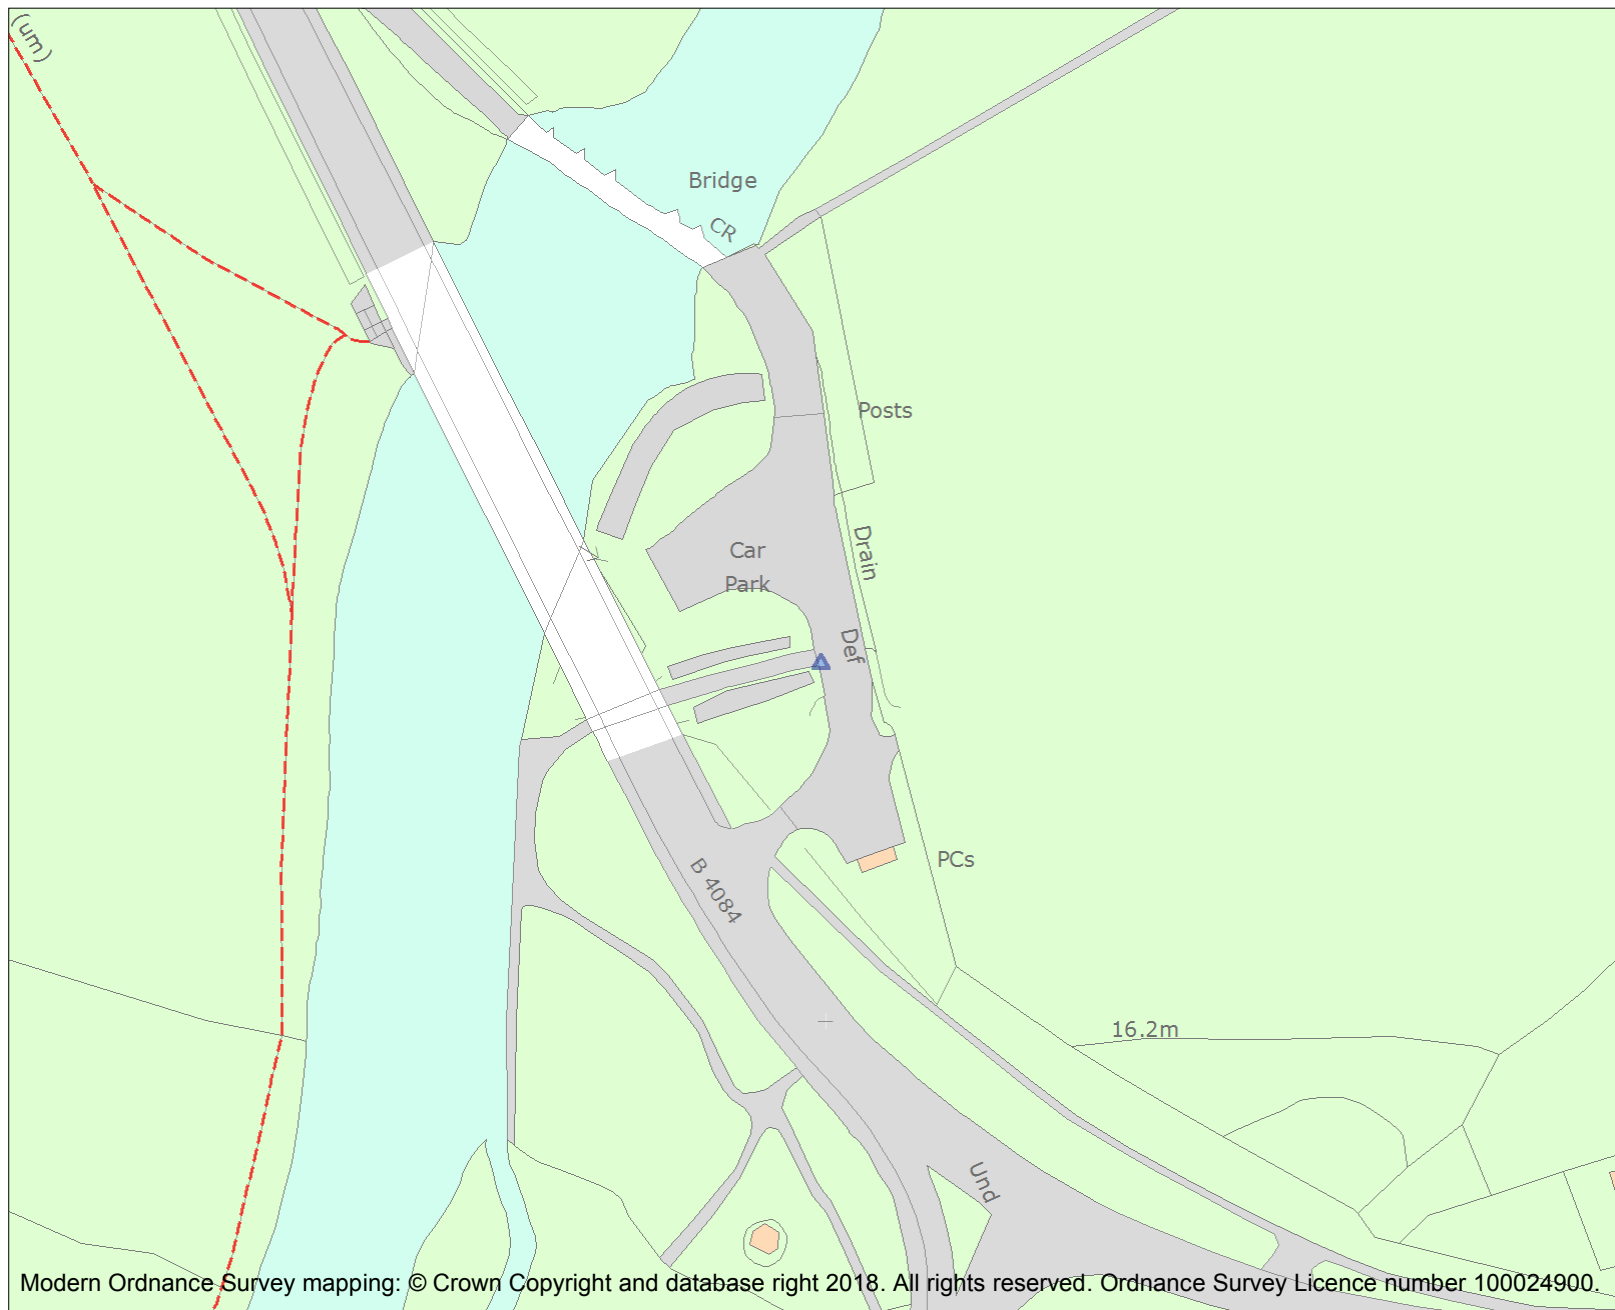 (um)
Bridge
CR
Posts
Drain
Car
Park
Def
PCs
B 4084
16.2m
Und
Modern Ordnance Survey mapping: © Crown Copyright and database right 2018. All rights reserved. Ordnance Survey Licence number 100024900.